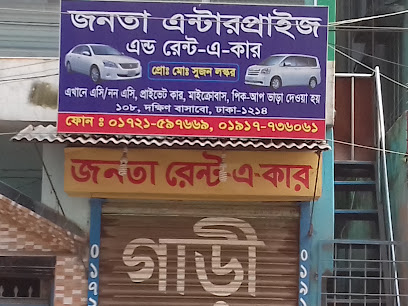 জনতা এন্টারপ্রাইজ
এন্ড রেন্ট-এ-কার
প্রোঃ মোঃ সুজন লস্কর
এখানে এসি/নন এসি, প্রাইভেট কার, মাইক্রোবাস, পিক-আপ ভাড়া দেওয়া হয়
১০৮, দক্ষিণ বাসাবো, ঢাকা-১২১৪
ফোন : ০১৭২১-৫৯৭৬৬৯, ০১৯১৭-৭৩৬০৬১
জনতা রেন্ট-এ-কার
গাড়ী